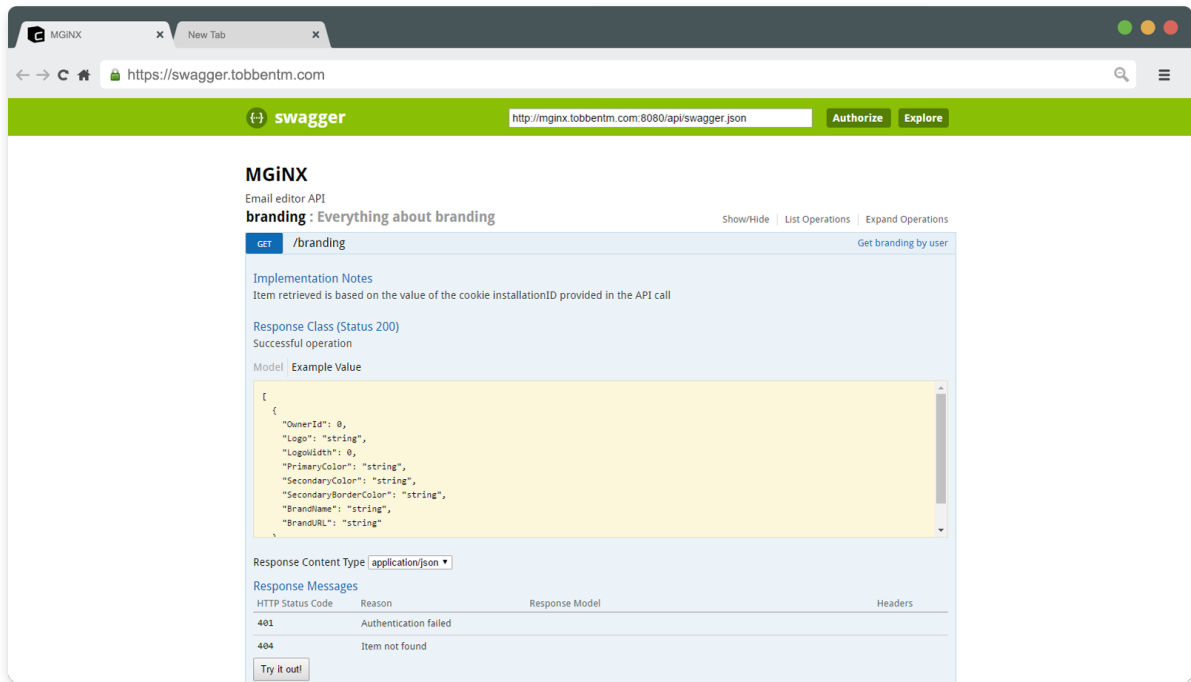 MGiNX
New Tab
https://swagger.tobbentm.com
swagger
http://mginx.tobbentm.com:8080/api/swagger.json
Authorize
Explore
MGiNX
Email editor API
branding : Everything about branding
Show/Hide
List Operations
Expand Operations
GET /branding
Get branding by user
Implementation Notes
Item retrieved is based on the value of the cookie installationID provided in the API call
Response Class (Status 200)
Successful operation
Model Example Value
[
{
"OwnerId": 0,
"Logo": "string",
"LogoWidth": 0,
"PrimaryColor": "string",
"SecondaryColor": "string",
"SecondaryBorderColor": "string",
"BrandName": "string",
"BrandURL": "string"
}
Response Content Type application/json
Response Messages
HTTP Status Code Reason Response Model Headers
401 Authentication failed
404 Item not found
Try it out!